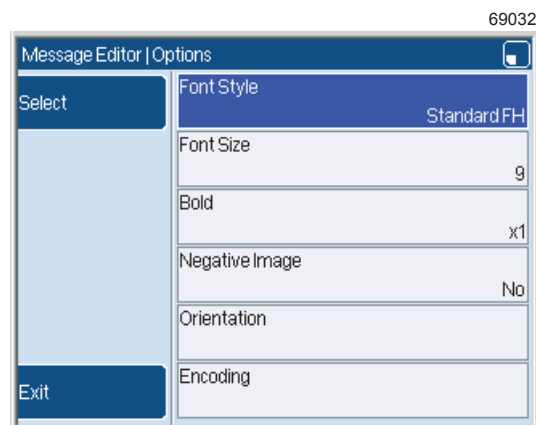 69032
Message Editor | Options
Select
Font Style
Standard FH
Font Size
9
Bold
x1
Negative Image
No
Orientation
Encoding
Exit